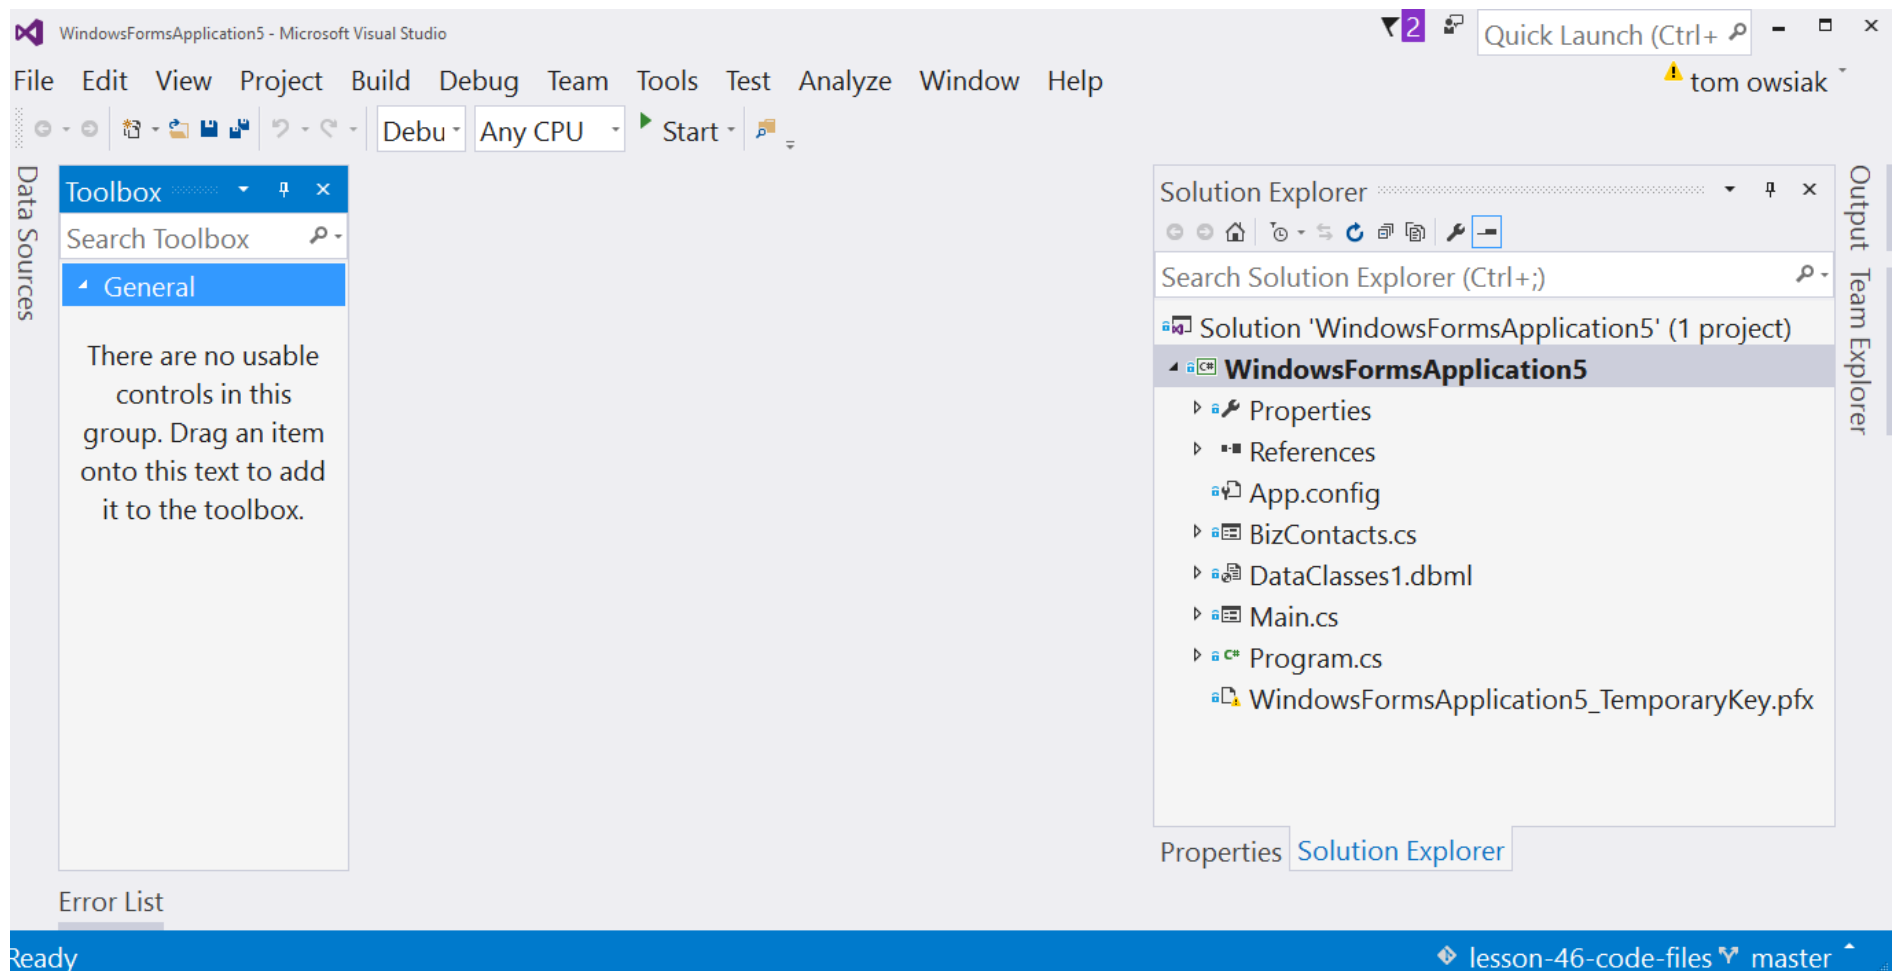 WindowsFormsApplication5 - Microsoft Visual Studio
2
Quick Launch (Ctrl+
File Edit View Project Build Debug Team Tools Test Analyze Window Help
tom owsiak
Debu Any CPU Start
Data Sources
Toolbox
Search Toolbox
General
There are no usable
controls in this
group. Drag an item
onto this text to add
it to the toolbox.
Solution Explorer
Search Solution Explorer (Ctrl+;)
Solution 'WindowsFormsApplication5' (1 project)
C# WindowsFormsApplication5
Properties
References
App.config
BizContacts.cs
DataClasses1.dbml
Main.cs
C# Program.cs
WindowsFormsApplication5_TemporaryKey.pfx
Properties Solution Explorer
Output
Team Explorer
Error List
Ready
lesson-46-code-files master